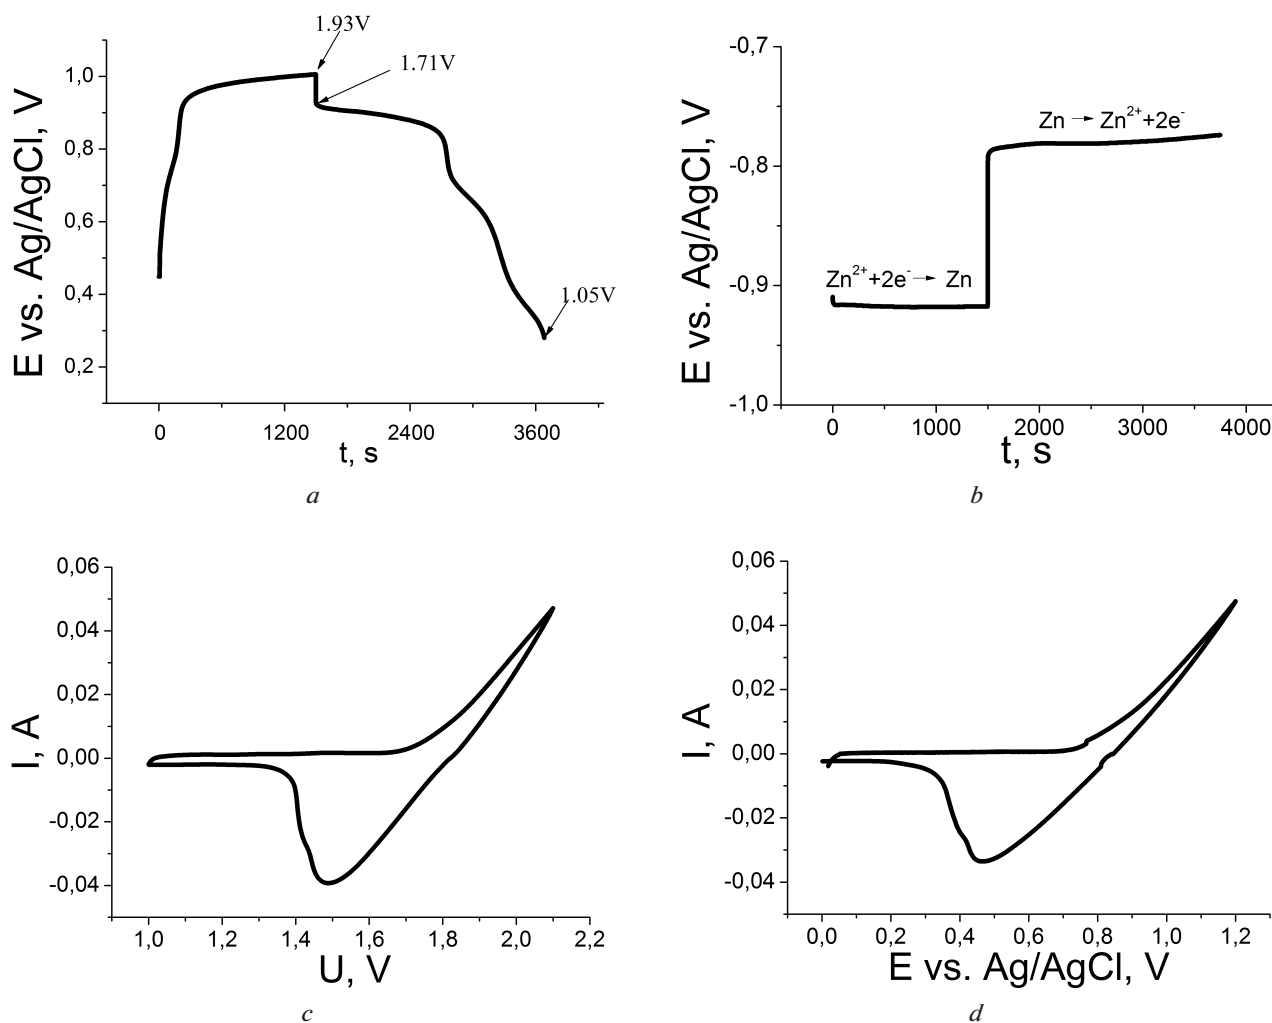 1.93V
1.71V
1.05V
E vs. Ag/AgCl, V
1,0
0,8
0,6
0,4
0,2
0 1200 2400 3600
t, s
a
E vs. Ag/AgCl, V
-0,7
-0,8
-0,9
-1,0
Zn → Zn²⁺+2e⁻
Zn²⁺+2e⁻ → Zn
0 1000 2000 3000 4000
t, s
b
I, A
0,06
0,04
0,02
0,00
-0,02
-0,04
1,0 1,2 1,4 1,6 1,8 2,0 2,2
U, V
c
I, A
0,06
0,04
0,02
0,00
-0,02
-0,04
0,0 0,2 0,4 0,6 0,8 1,0 1,2
E vs. Ag/AgCl, V
d